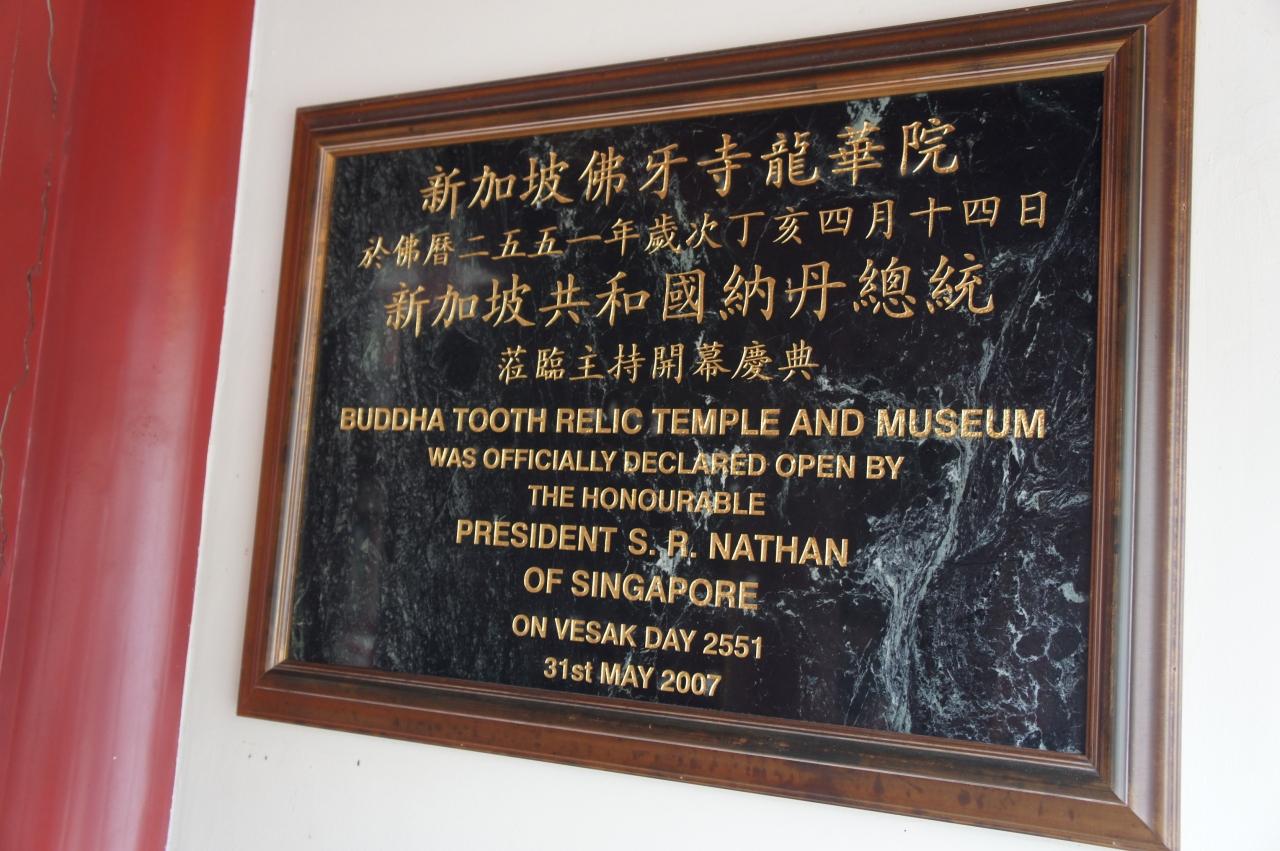 新加坡佛牙寺龍華院
於佛曆二五五一年歲次丁亥四月十四日
新加坡共和國納丹總統
蒞臨主持開幕慶典
BUDDHA TOOTH RELIC TEMPLE AND MUSEUM
WAS OFFICIALLY DECLARED OPEN BY
THE HONOURABLE
PRESIDENT S. R. NATHAN
OF SINGAPORE
ON VESAK DAY 2551
31st MAY 2007